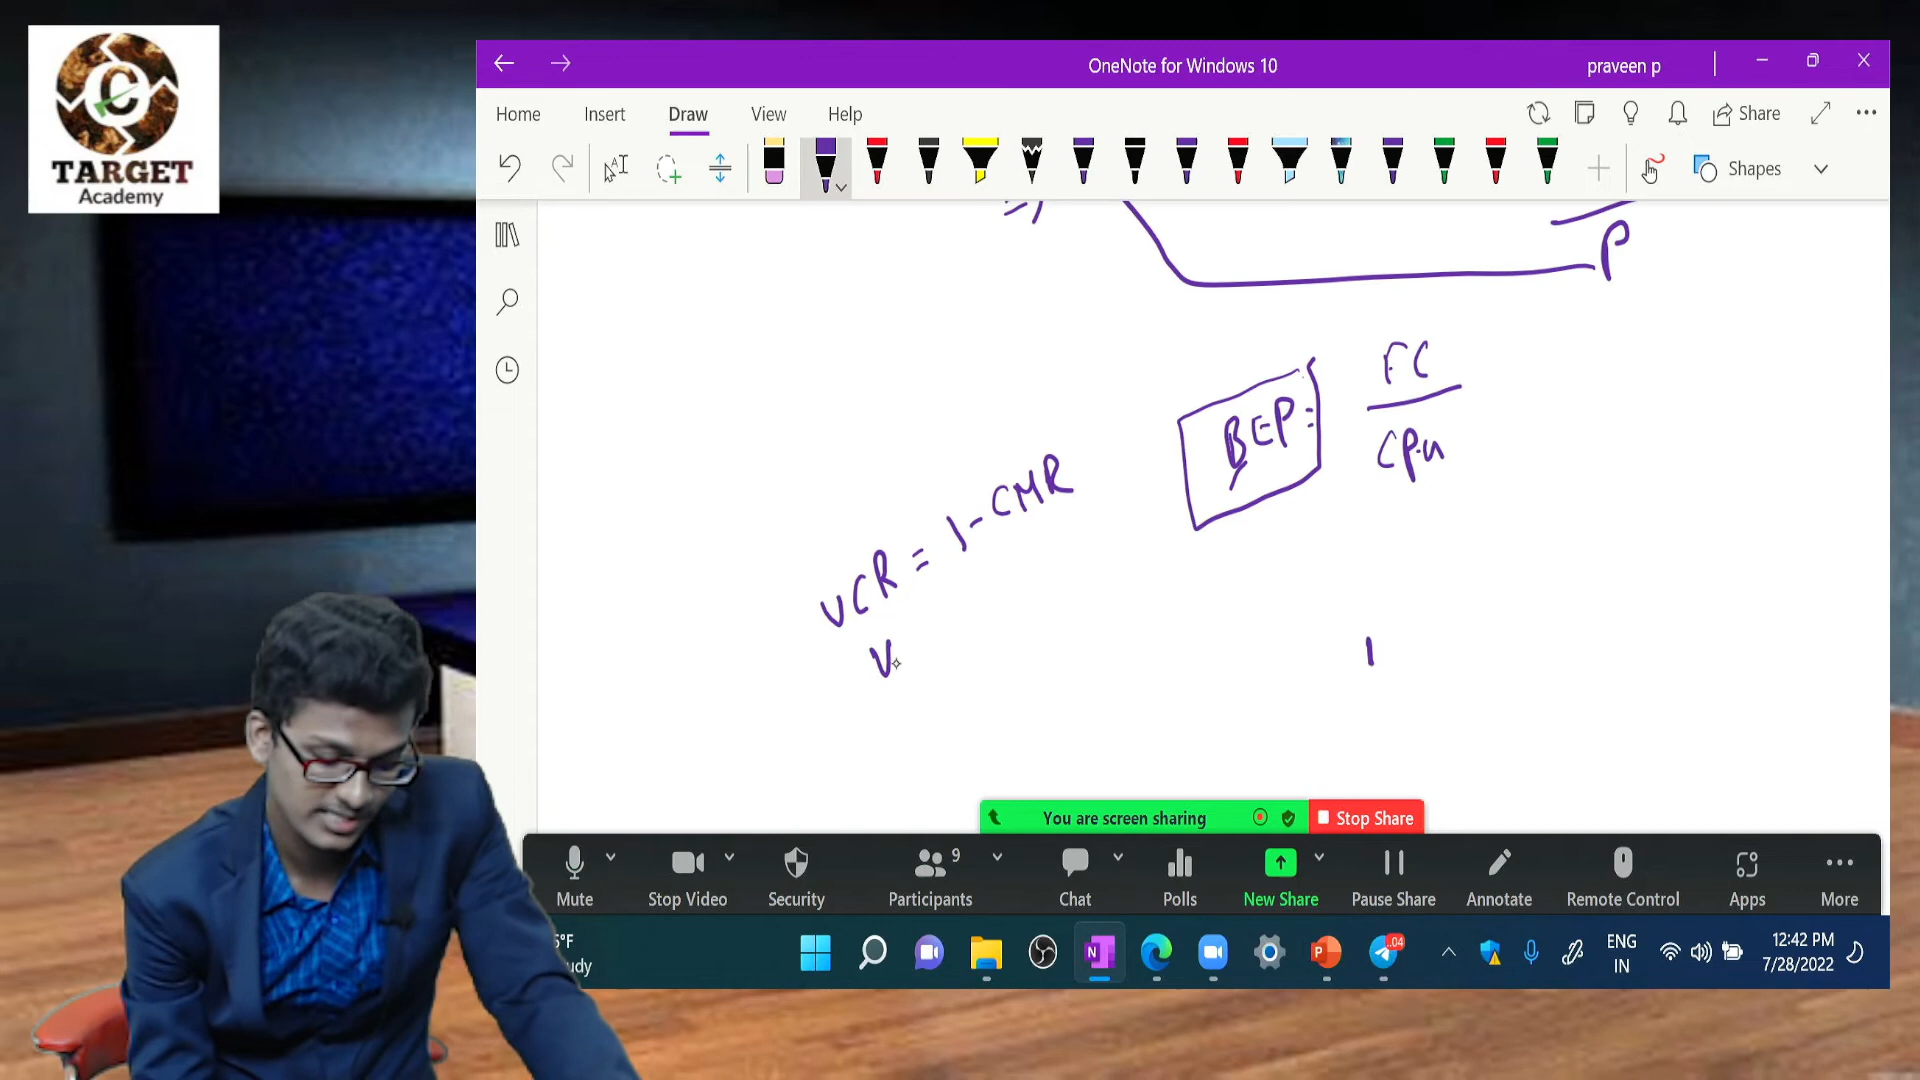 TARGET
Academy
OneNote for Windows 10
praveen p
Home Insert Draw View Help
Share
Shapes
P
BEP = FC
CPU
VCR = 1 - CMR
V
1
You are screen sharing
Stop Share
9
Mute Stop Video Security Participants Chat Polls New Share Pause Share Annotate Remote Control Apps More
ENG
IN
12:42 PM
7/28/2022